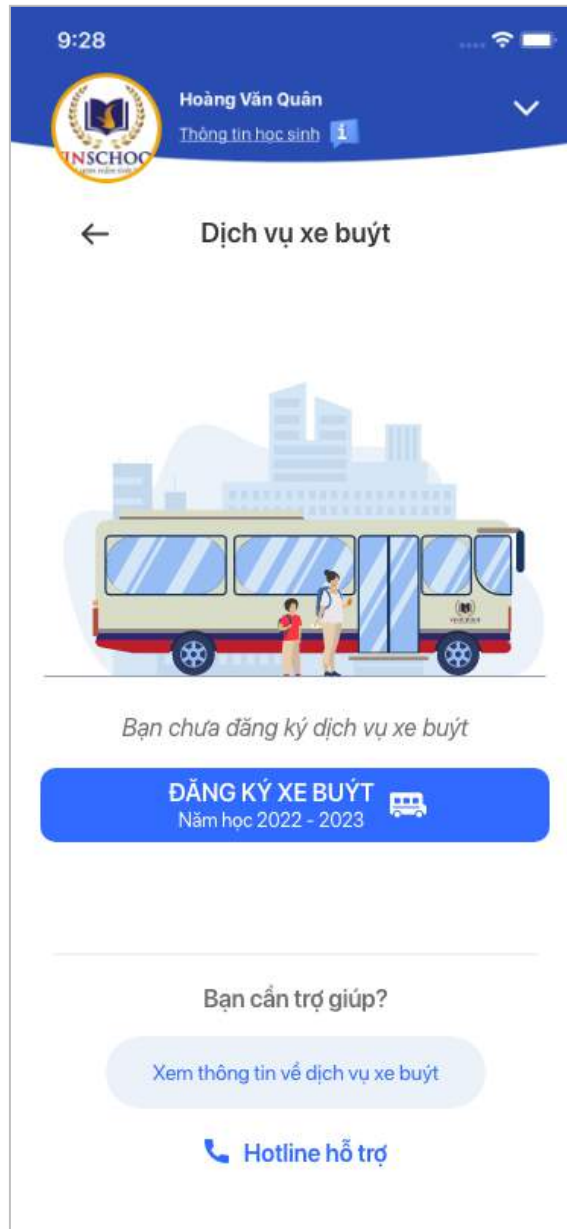 9:28
Hoàng Văn Quân
Thông tin học sinh
INSCHOO
Dịch vụ xe buýt
Bạn chưa đăng ký dịch vụ xe buýt
ĐĂNG KÝ XE BUÝT
Năm học 2022 - 2023
Bạn cần trợ giúp?
Xem thông tin về dịch vụ xe buýt
Hotline hỗ trợ